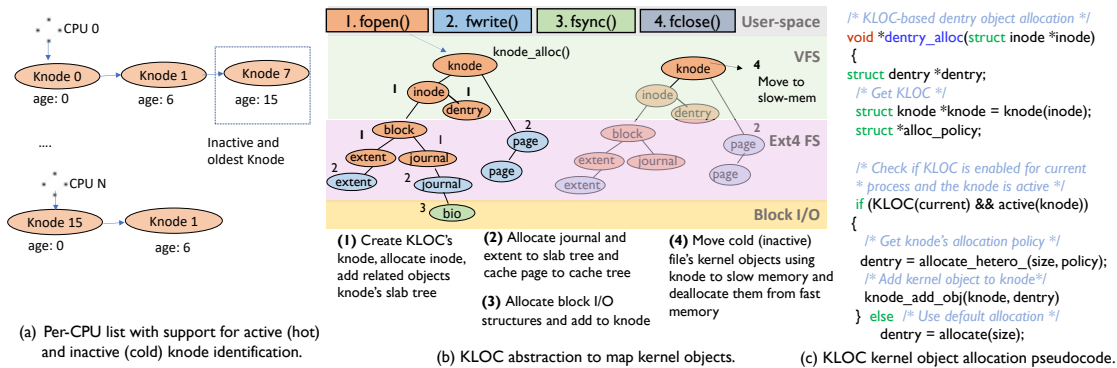 CPU 0
Knode 0
Knode 1
Knode 7
age: 0
age: 6
age: 15
Inactive and
oldest Knode
....
CPU N
Knode 15
Knode 1
age: 0
age: 6
(a) Per-CPU list with support for active (hot)
and inactive (cold) knode identification.
1. fopen()
2. fwrite()
3. fsync()
4. fclose()
User-space
knode_alloc()
VFS
knode
1
inode
1
dentry
knode
4
Move to
slow-mem
inode
dentry
1
block
1
extent
journal
2
extent
2
journal
2
page
page
3
bio
block
extent
journal
extent
2
page
page
Ext4 FS
Block I/O
(1) Create KLOC's
knode, allocate inode,
add related objects
knode's slab tree
(2) Allocate journal and
extent to slab tree and
cache page to cache tree
(3) Allocate block I/O
structures and add to knode
(4) Move cold (inactive)
file's kernel objects using
knode to slow memory and
deallocate them from fast
memory
(b) KLOC abstraction to map kernel objects.
/* KLOC-based dentry object allocation */
void *dentry_alloc(struct inode *inode)
{
struct dentry *dentry;
/* Get KLOC */
struct knode *knode = knode(inode);
struct *alloc_policy;
/* Check if KLOC is enabled for current
* process and the knode is active */
if (KLOC(current) && active(knode))
{
/* Get knode's allocation policy */
dentry = allocate_hetero_(size, policy);
/* Add kernel object to knode*/
knode_add_obj(knode, dentry)
} else /* Use default allocation */
dentry = allocate(size);
(c) KLOC kernel object allocation pseudocode.